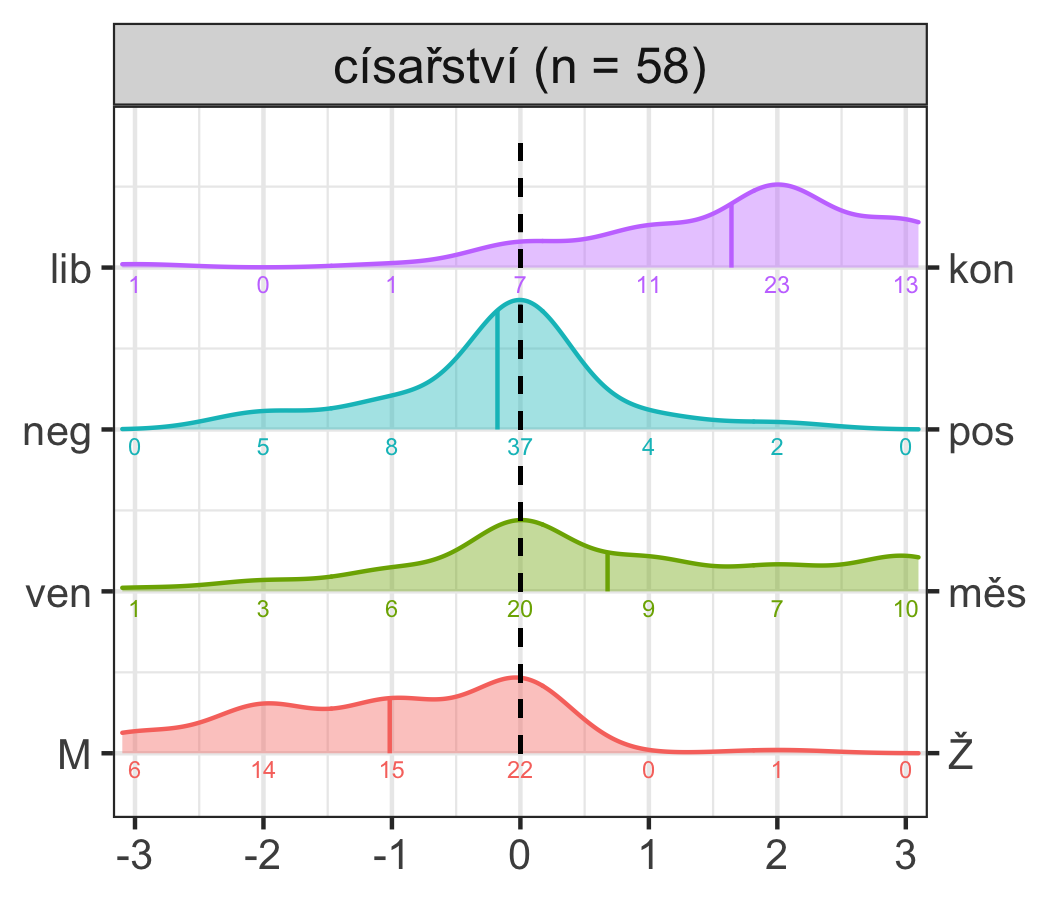 císařství (n = 58)
lib kon
1 0 1 7 11 23 13
neg pos
0 5 8 37 4 2 0
ven měs
1 3 6 20 9 7 10
M Ž
6 14 15 22 0 1 0
-3 -2 -1 0 1 2 3